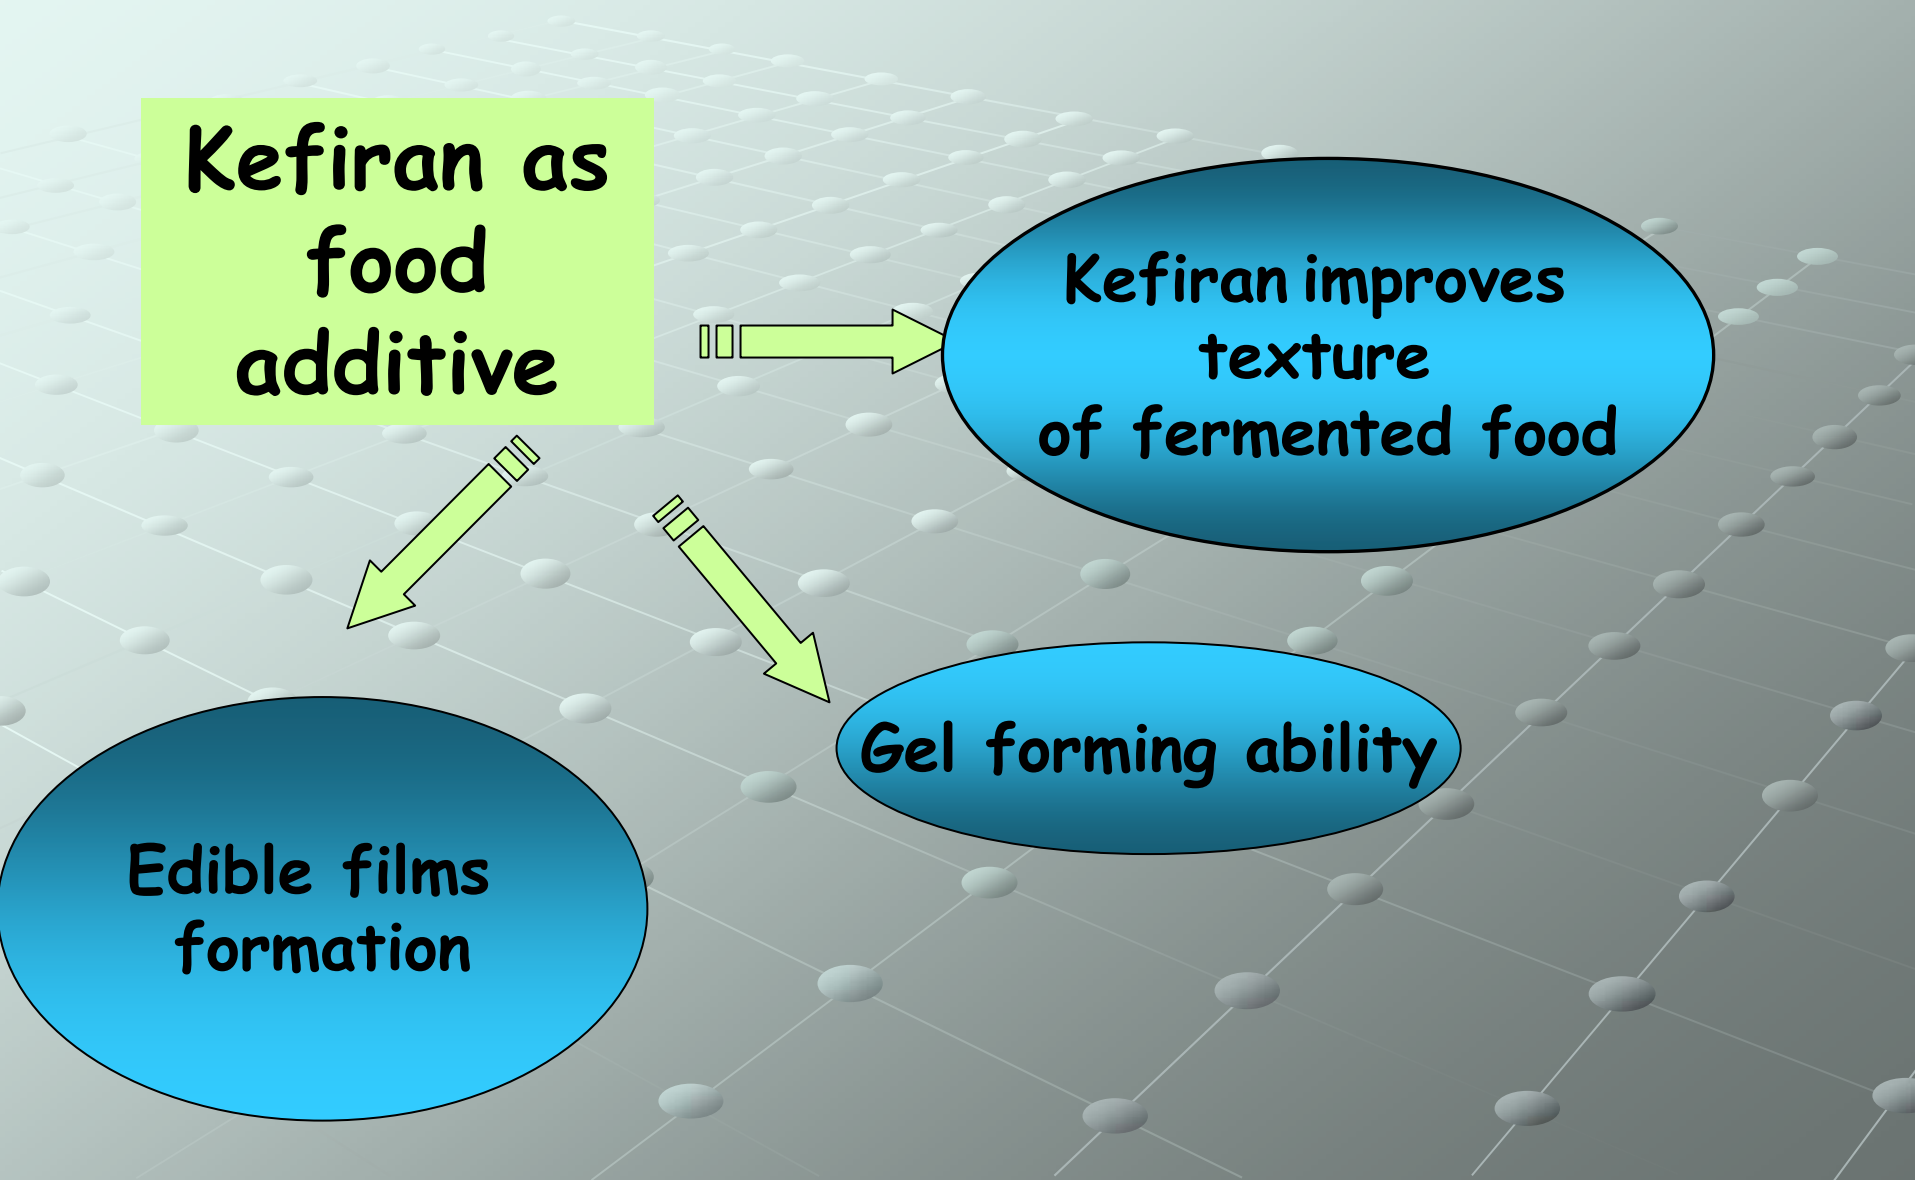 Kefiran as
food
additive
Kefiran improves
texture
of fermented food
Gel forming ability
Edible films
formation